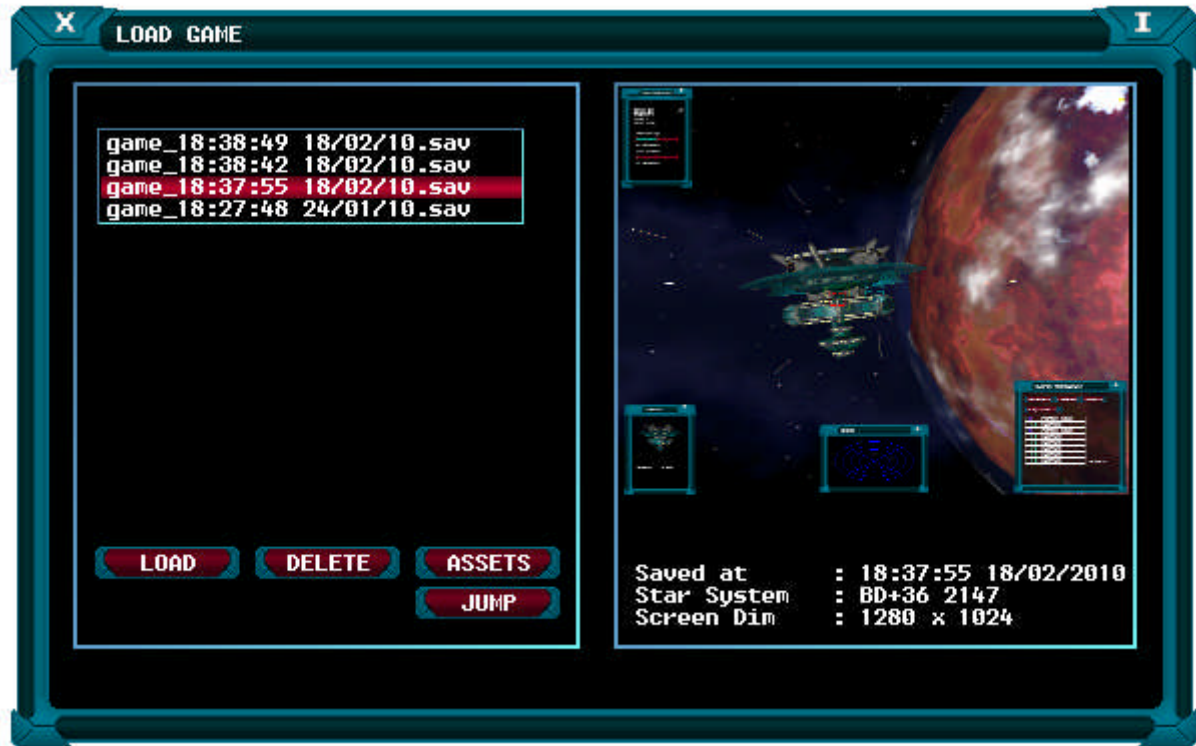 X
LOAD GAME
I
game_18:38:49 18/02/10.sav
game_18:38:42 18/02/10.sav
game_18:37:55 18/02/10.sav
game_18:27:48 24/01/10.sav
LOAD
DELETE
ASSETS
JUMP
Saved at : 18:37:55 18/02/2010
Star System : BD+36 2147
Screen Dim : 1280 x 1024